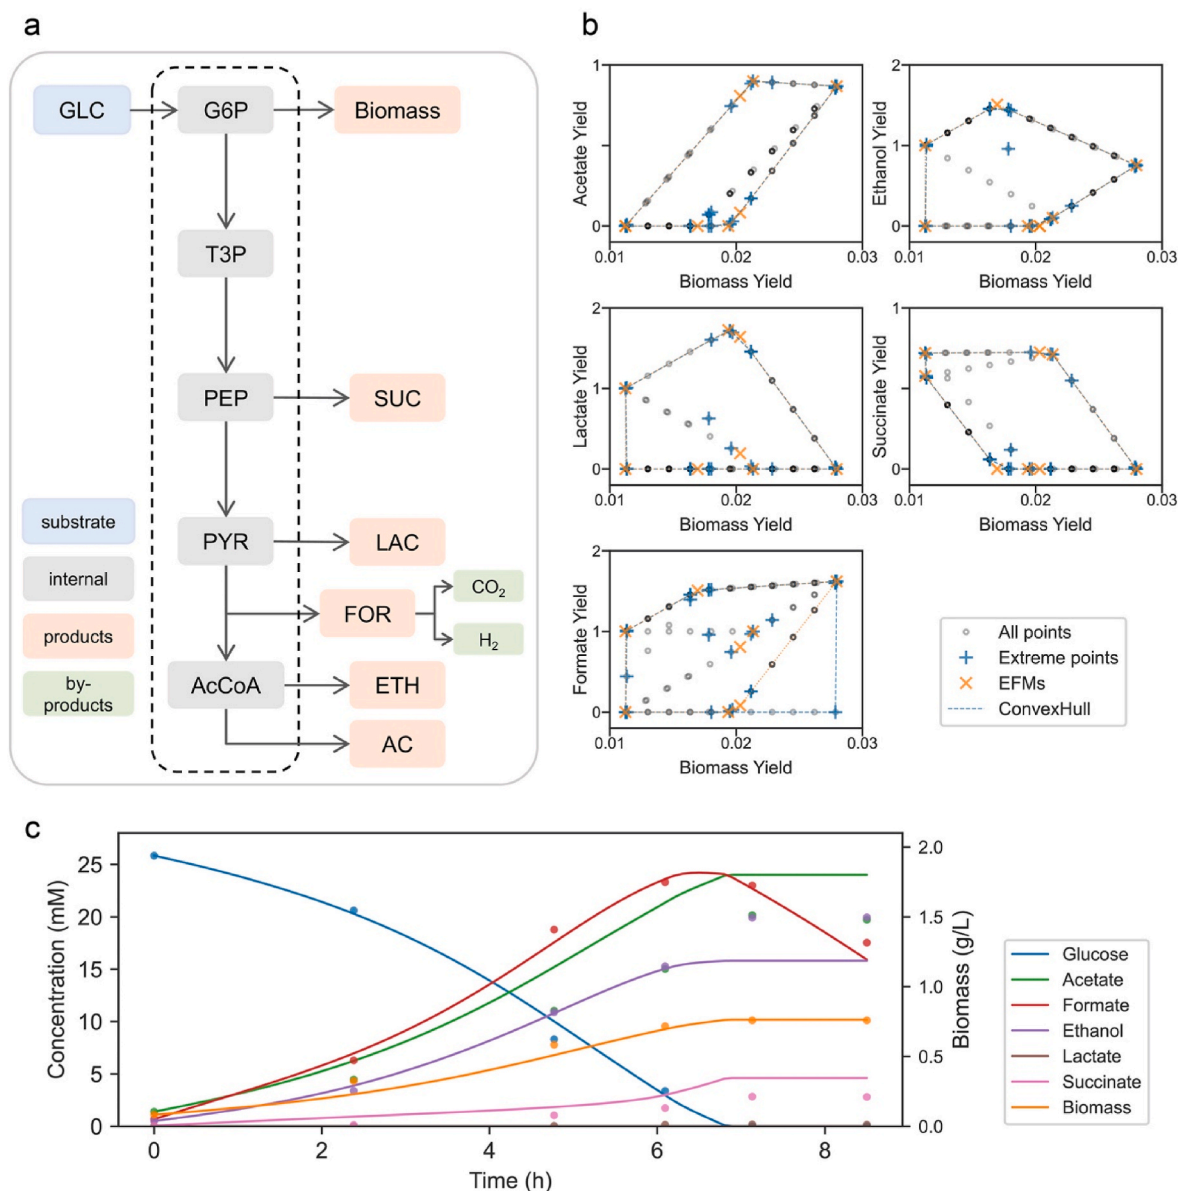 a
GLC
G6P
Biomass
T3P
PEP
SUC
substrate
PYR
LAC
internal
CO2
FOR
products
H2
AcCoA
ETH
by-
products
AC
b
1
0
0.01
0.02
0.03
Acetate Yield
Biomass Yield
2
1
0
0.01
0.02
0.03
Ethanol Yield
Biomass Yield
2
1
0
0.01
0.02
0.03
Lactate Yield
Biomass Yield
1
0
0.01
0.02
0.03
Succinate Yield
Biomass Yield
2
1
0
0.01
0.02
0.03
Formate Yield
Biomass Yield
All points
Extreme points
EFMs
ConvexHull
c
25
20
15
10
5
0
Concentration (mM)
0
2
4
6
8
Time (h)
2.0
1.5
1.0
0.5
0.0
Biomass (g/L)
Glucose
Acetate
Formate
Ethanol
Lactate
Succinate
Biomass